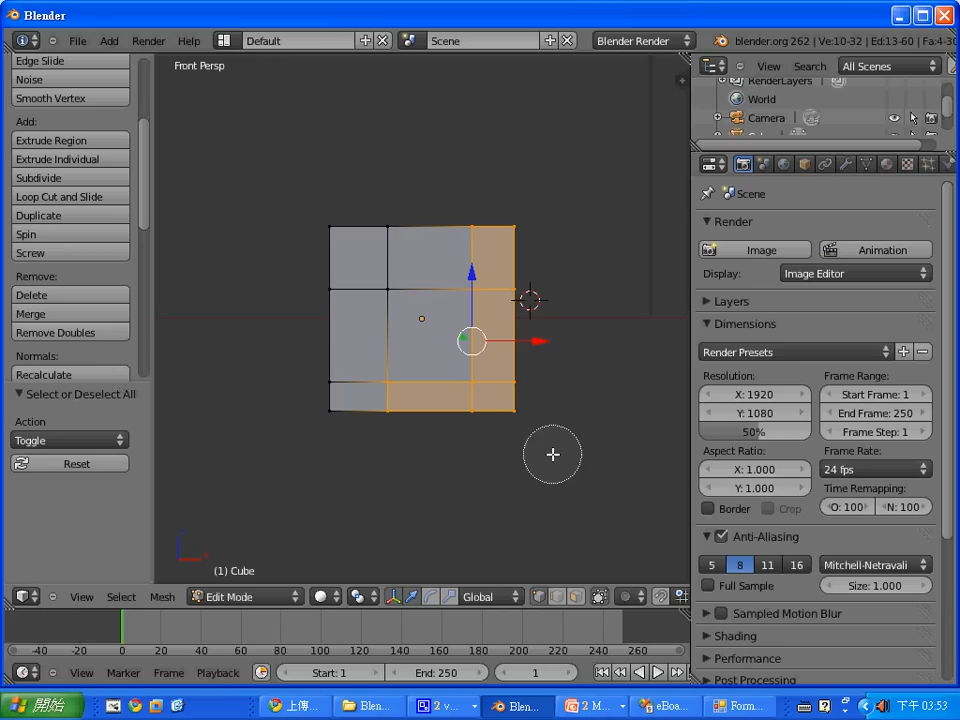 Blender
File Add Render Help Default Scene Blender Render blender.org 262 | Ve:10-32 | Ed:13-60 | Fa:4-30
Edge Slide
Noise
Smooth Vertex
Add:
Extrude Region
Extrude Individual
Subdivide
Loop Cut and Slide
Duplicate
Spin
Screw
Remove:
Delete
Merge
Remove Doubles
Normals:
Recalculate
Select or Deselect All
Action
Toggle
Reset
Front Persp
(1) Cube
View Search All Scenes
RenderLayers
World
Camera
Scene
Render
Image Animation
Display: Image Editor
Layers
Dimensions
Render Presets
Resolution: Frame Range:
X: 1920 Start Frame: 1
Y: 1080 End Frame: 250
50% Frame Step: 1
Aspect Ratio: Frame Rate:
X: 1.000 24 fps
Y: 1.000 Time Remapping:
Border Crop O: 100 N: 100
Anti-Aliasing
5 8 11 16 Mitchell-Netravali
Full Sample Size: 1.000
Sampled Motion Blur
Shading
Performance
Post Processing
View Select Mesh Edit Mode Global
-40 -20 0 20 40 60 80 100 120 140 160 180 200 220 240 260
View Marker Frame Playback Start: 1 End: 250 1
開始 上傳... Blen... 2 v... Blen... 2 M... eBoa... Form... 下午 03:53